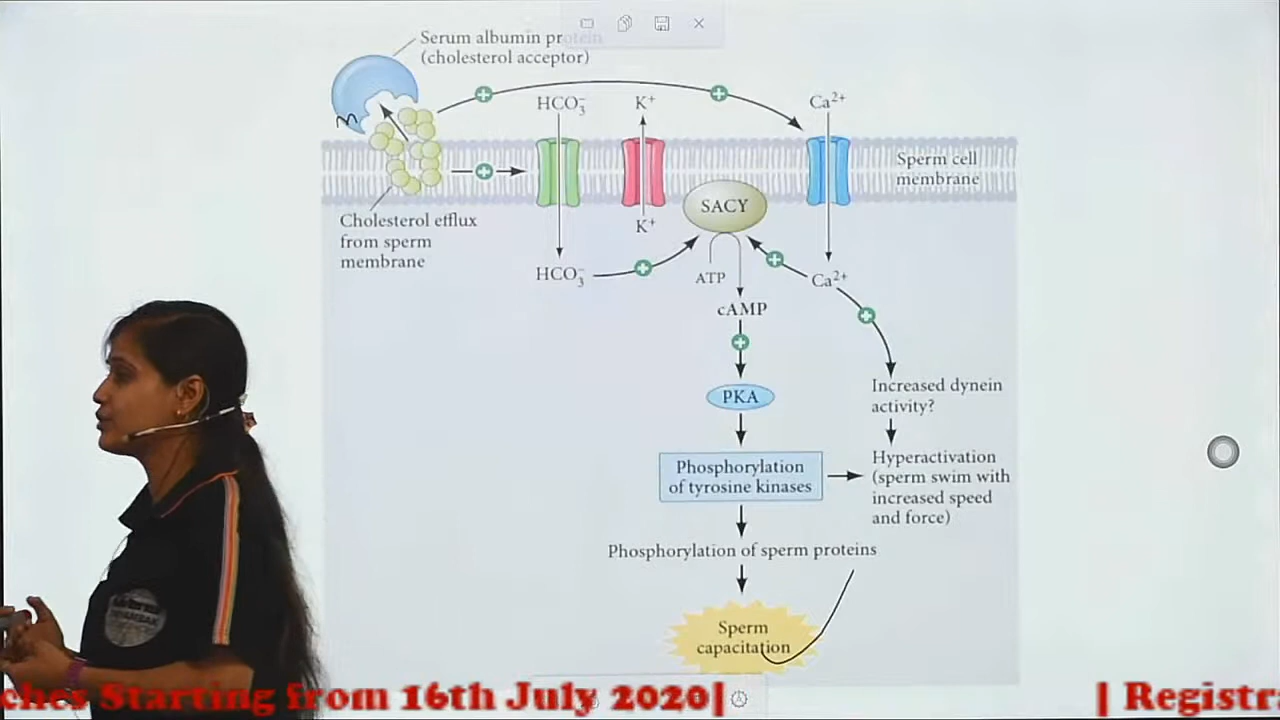 Serum albumin protein
(cholesterol acceptor)
HCO₃⁻
K⁺
Ca²⁺
Sperm cell
membrane
SACY
Cholesterol efflux
from sperm
membrane
K⁺
HCO₃⁻
ATP
Ca²⁺
cAMP
PKA
Increased dynein
activity?
Phosphorylation
of tyrosine kinases
Hyperactivation
(sperm swim with
increased speed
and force)
Phosphorylation of sperm proteins
Sperm
capacitation
ches Starting from 16th July 2020|
| Registr